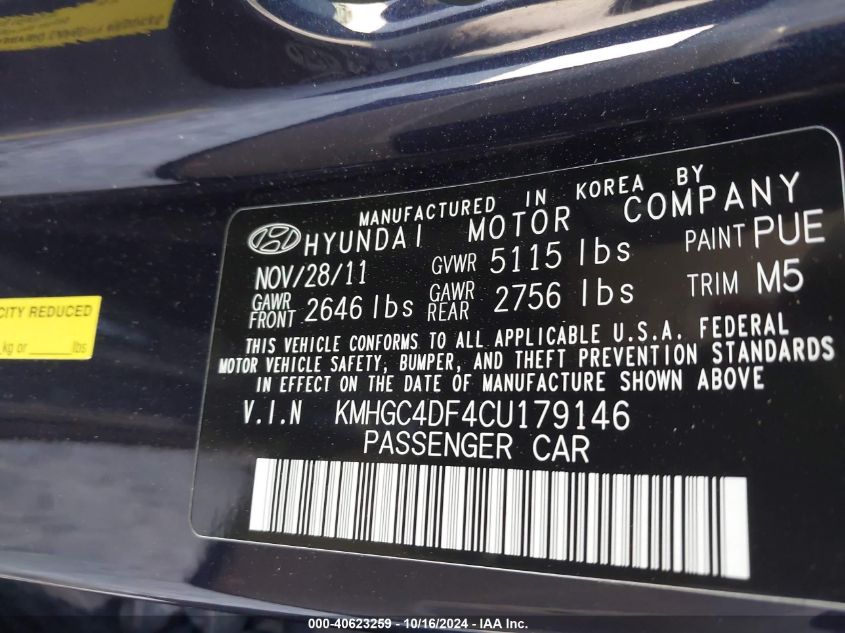 MANUFACTURED IN KOREA BY
HYUNDAI MOTOR COMPANY
NOV/28/11 GVWR 5115 lbs PAINT PUE
GAWR FRONT 2646 lbs GAWR REAR 2756 lbs TRIM M5
THIS VEHICLE CONFORMS TO ALL APPLICABLE U.S.A. FEDERAL
MOTOR VEHICLE SAFETY, BUMPER, AND THEFT PREVENTION STANDARDS
IN EFFECT ON THE DATE OF MANUFACTURE SHOWN ABOVE
V.I.N KMHGC4DF4CU179146
PASSENGER CAR
CITY REDUCED
kg or ______lbs
000-40623259 - 10/16/2024 - IAA Inc.